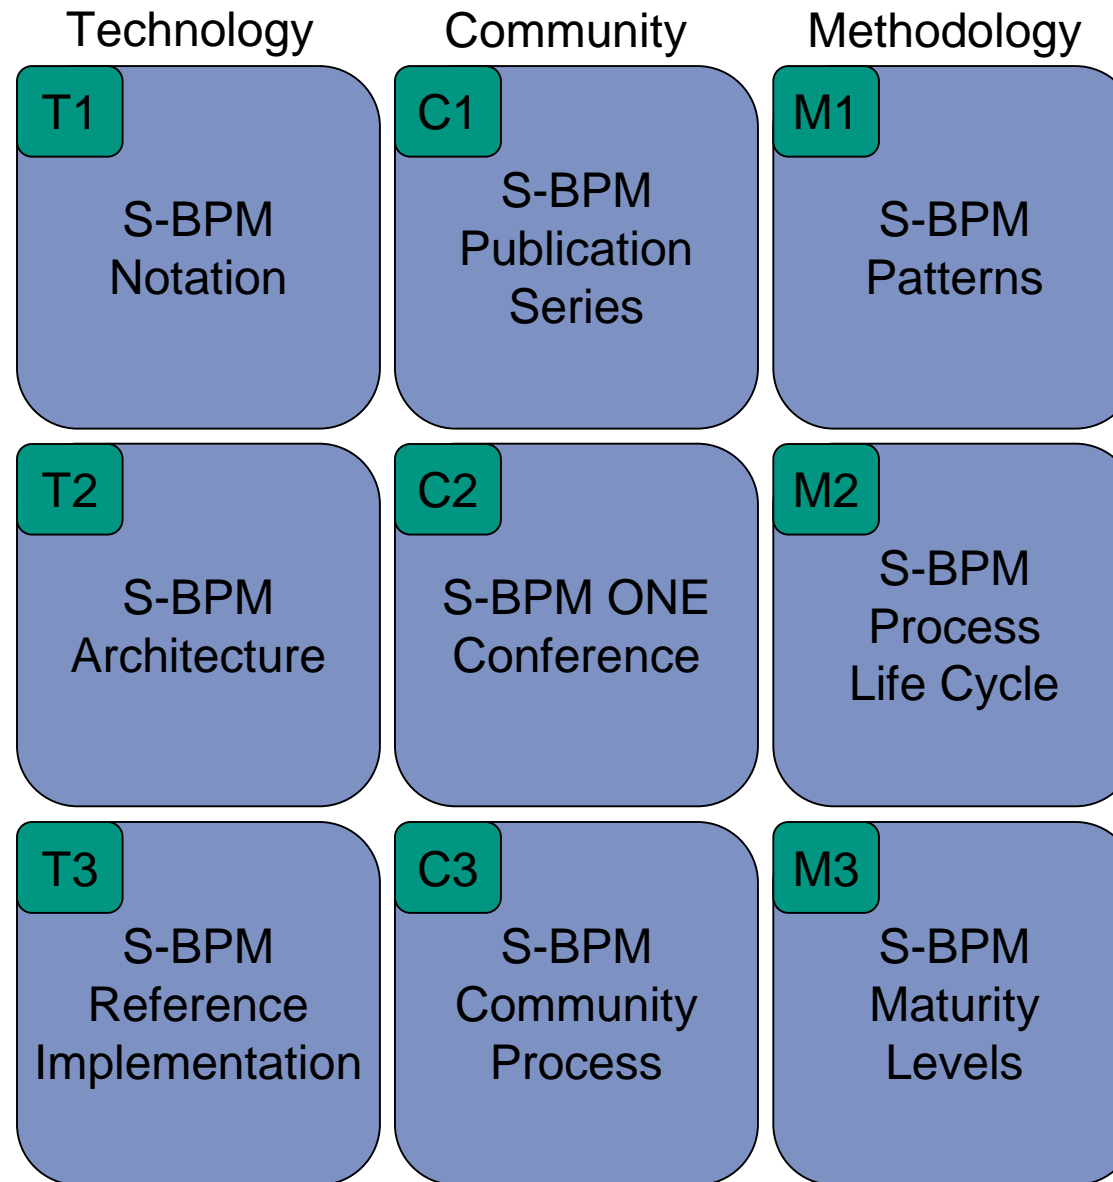 Technology
Community
Methodology
T1
S-BPM
Notation
C1
S-BPM
Publication
Series
M1
S-BPM
Patterns
T2
S-BPM
Architecture
C2
S-BPM ONE
Conference
M2
S-BPM
Process
Life Cycle
T3
S-BPM
Reference
Implementation
C3
S-BPM
Community
Process
M3
S-BPM
Maturity
Levels